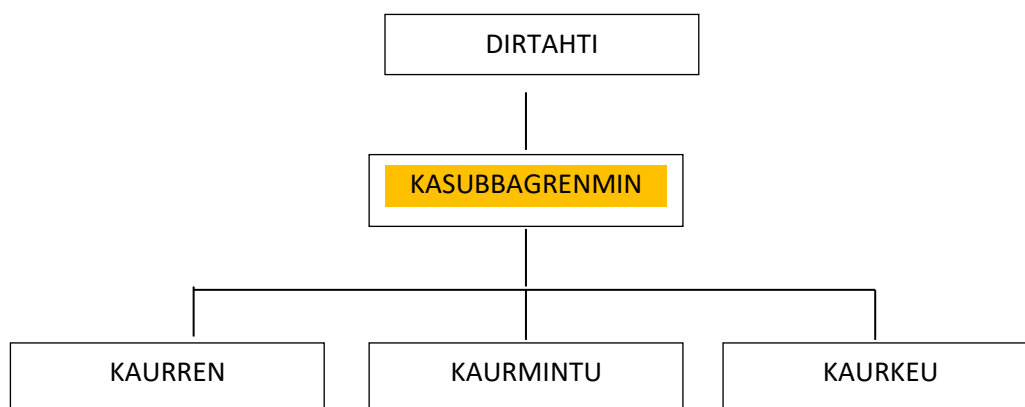 DIRTAHTI
KASUBBAGRENMIN
KAURREN
KAURMINTU
KAURKEU